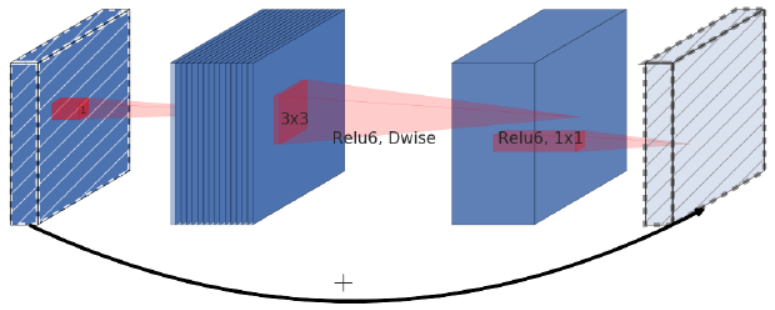 1
3x3
Relu6, Dwise
Relu6, 1x1
+